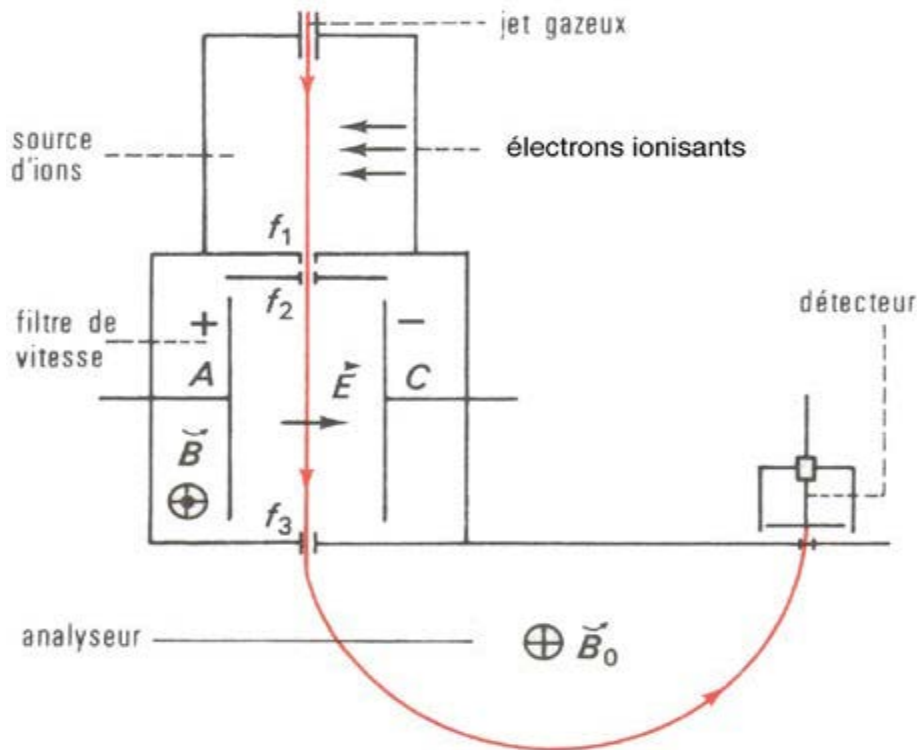 jet gazeux
source
d'ions
électrons ionisants
f1
f2
filtre de
vitesse
+
−
A
E
C
B
détecteur
f3
analyseur
B0